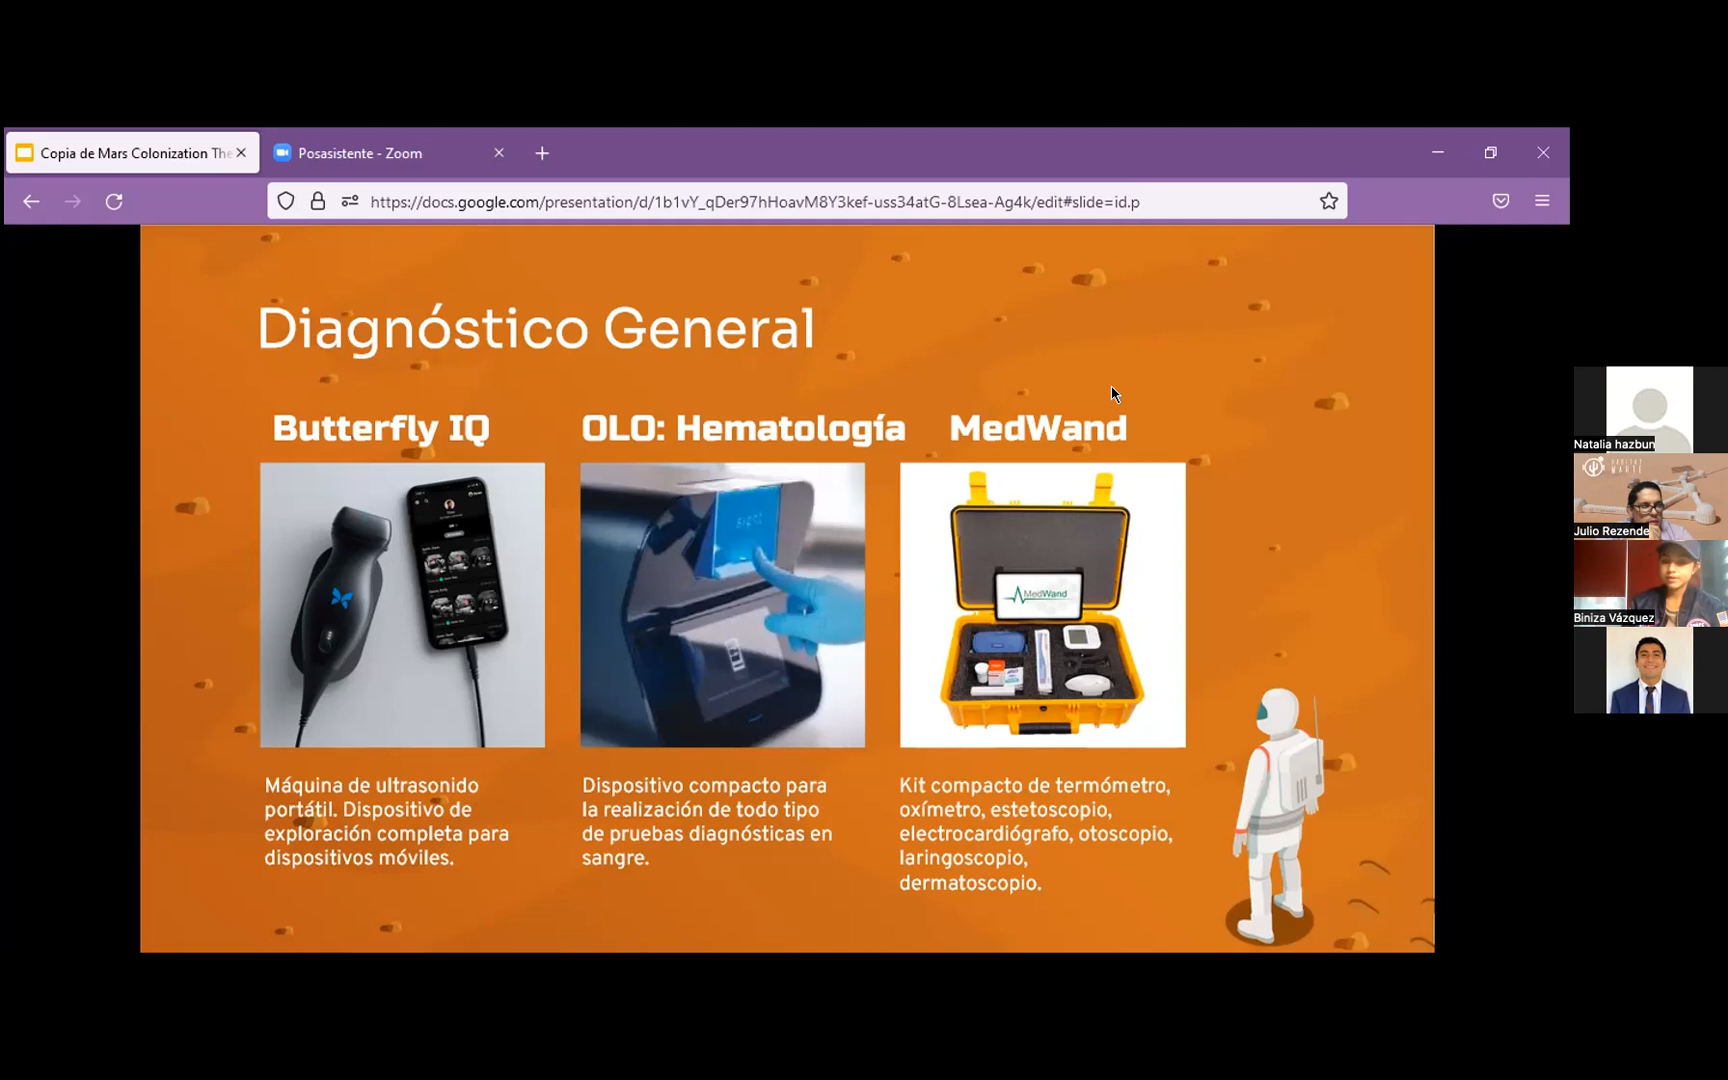 Copia de Mars Colonization The
Posasistente - Zoom
https://docs.google.com/presentation/d/1b1vY_qDer97hHoavM8Y3kef-uss34atG-8Lsea-Ag4k/edit#slide=id.p
Diagnóstico General
Butterfly IQ
OLO: Hematología
MedWand
sight
MedWand
Máquina de ultrasonido
portátil. Dispositivo de
exploración completa para
dispositivos móviles.
Dispositivo compacto para
la realización de todo tipo
de pruebas diagnósticas en
sangre.
Kit compacto de termómetro,
oxímetro, estetoscopio,
electrocardiógrafo, otoscopio,
laringoscopio,
dermatoscopio.
Natalia hazbun
HABITAT
MARTE
Julio Rezende
Biniza Vázquez